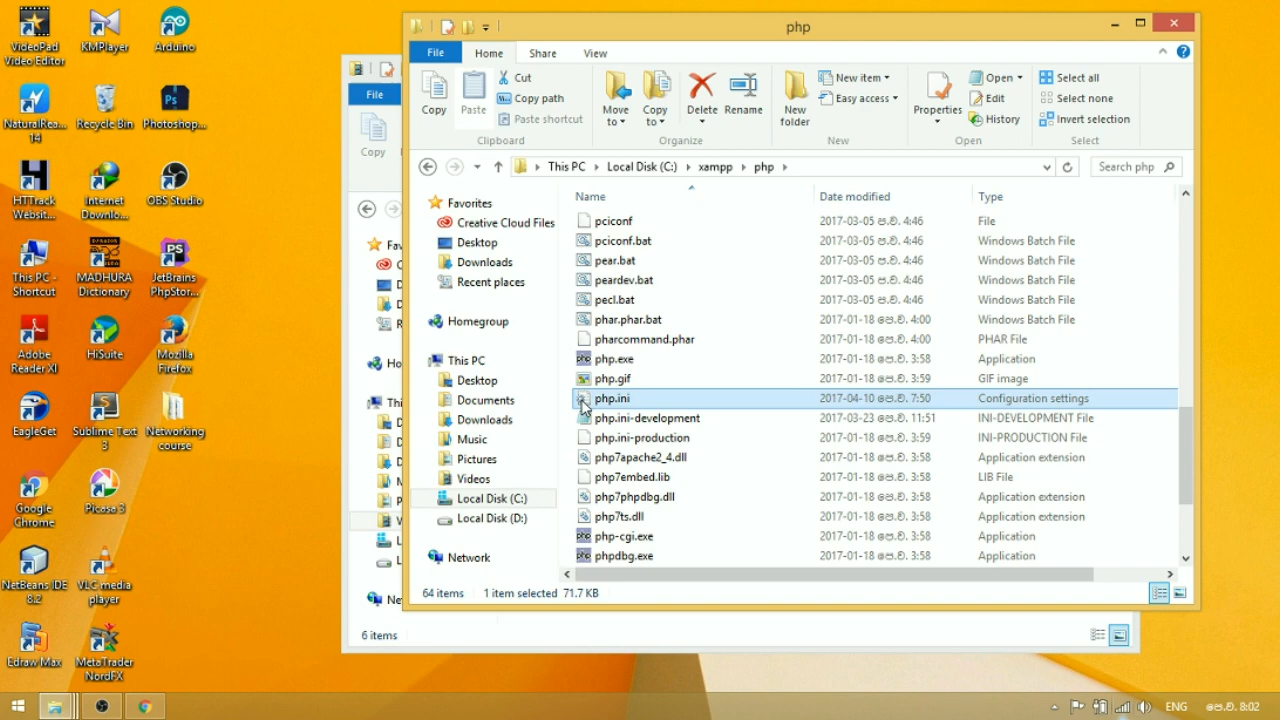 VideoPad Video Editor
KMPlayer
Arduino
NaturalRea... 14
Recycle Bin
Photoshop...
HTTrack Websit...
Internet Downlo...
OBS Studio
This PC - Shortcut
MADHURA Dictionary
JetBrains PhpStor...
Adobe Reader XI
HiSuite
Mozilla Firefox
EagleGet
Sublime Text 3
Networking course
Google Chrome
Picasa 3
NetBeans IDE 8.2
VLC media player
Edraw Max
MetaTrader NordFX
File
Copy
Fav
Ho
Thi
Ne
6 items
php
File Home Share View
Copy
Paste
Cut
Copy path
Paste shortcut
Clipboard
Move to
Copy to
Delete
Rename
Organize
New folder
New item
Easy access
New
Properties
Open
Edit
History
Open
Select all
Select none
Invert selection
Select
This PC Local Disk (C:) xampp php
Search php
Favorites
Creative Cloud Files
Desktop
Downloads
Recent places
Homegroup
This PC
Desktop
Documents
Downloads
Music
Pictures
Videos
Local Disk (C:)
Local Disk (D:)
Network
Name Date modified Type
pciconf 2017-03-05 ප.ව. 4:46 File
pciconf.bat 2017-03-05 ප.ව. 4:46 Windows Batch File
pear.bat 2017-03-05 ප.ව. 4:46 Windows Batch File
peardev.bat 2017-03-05 ප.ව. 4:46 Windows Batch File
pecl.bat 2017-03-05 ප.ව. 4:46 Windows Batch File
phar.phar.bat 2017-01-18 පෙ.ව. 4:00 Windows Batch File
pharcommand.phar 2017-01-18 පෙ.ව. 4:00 PHAR File
php.exe 2017-01-18 පෙ.ව. 3:58 Application
php.gif 2017-01-18 පෙ.ව. 3:59 GIF image
php.ini 2017-04-10 පෙ.ව. 7:50 Configuration settings
php.ini-development 2017-03-23 පෙ.ව. 11:51 INI-DEVELOPMENT File
php.ini-production 2017-01-18 පෙ.ව. 3:59 INI-PRODUCTION File
php7apache2_4.dll 2017-01-18 පෙ.ව. 3:58 Application extension
php7embed.lib 2017-01-18 පෙ.ව. 3:58 LIB File
php7phpdbg.dll 2017-01-18 පෙ.ව. 3:58 Application extension
php7ts.dll 2017-01-18 පෙ.ව. 3:58 Application extension
php-cgi.exe 2017-01-18 පෙ.ව. 3:58 Application
phpdbg.exe 2017-01-18 පෙ.ව. 3:58 Application
64 items 1 item selected 71.7 KB
ENG පෙ.ව. 8:02